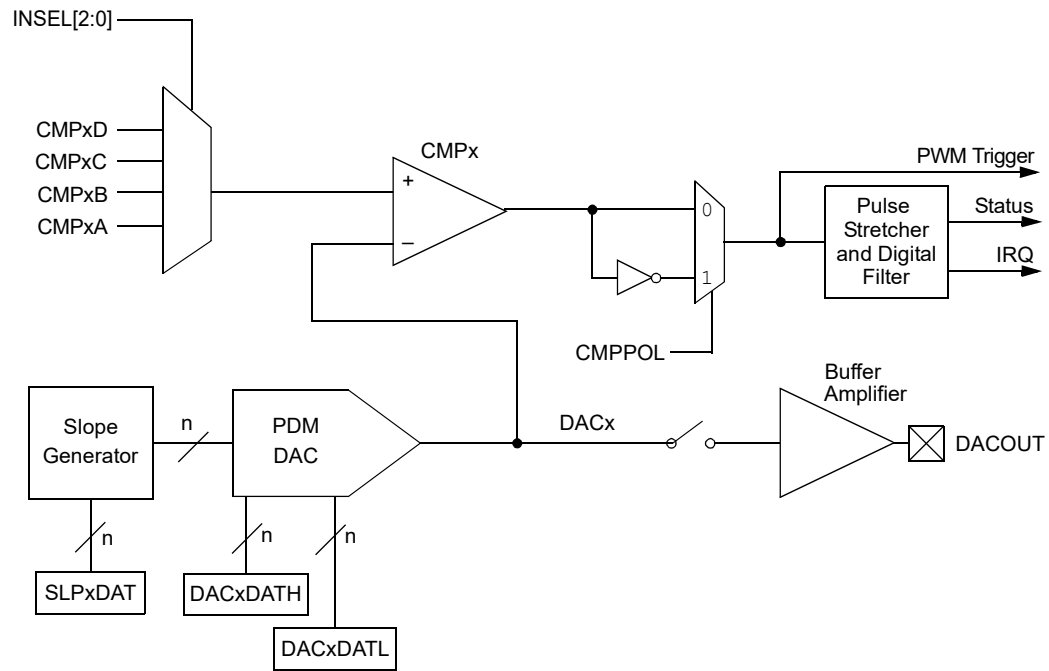 INSEL[2:0]
CMPxD
CMPxC
CMPxB
CMPxA
CMPx
+
–
0
1
CMPPOL
PWM Trigger
Pulse
Stretcher
and Digital
Filter
Status
IRQ
Slope
Generator
n
PDM
DAC
DACx
Buffer
Amplifier
DACOUT
n
n
n
SLPxDAT
DACxDATH
DACxDATL